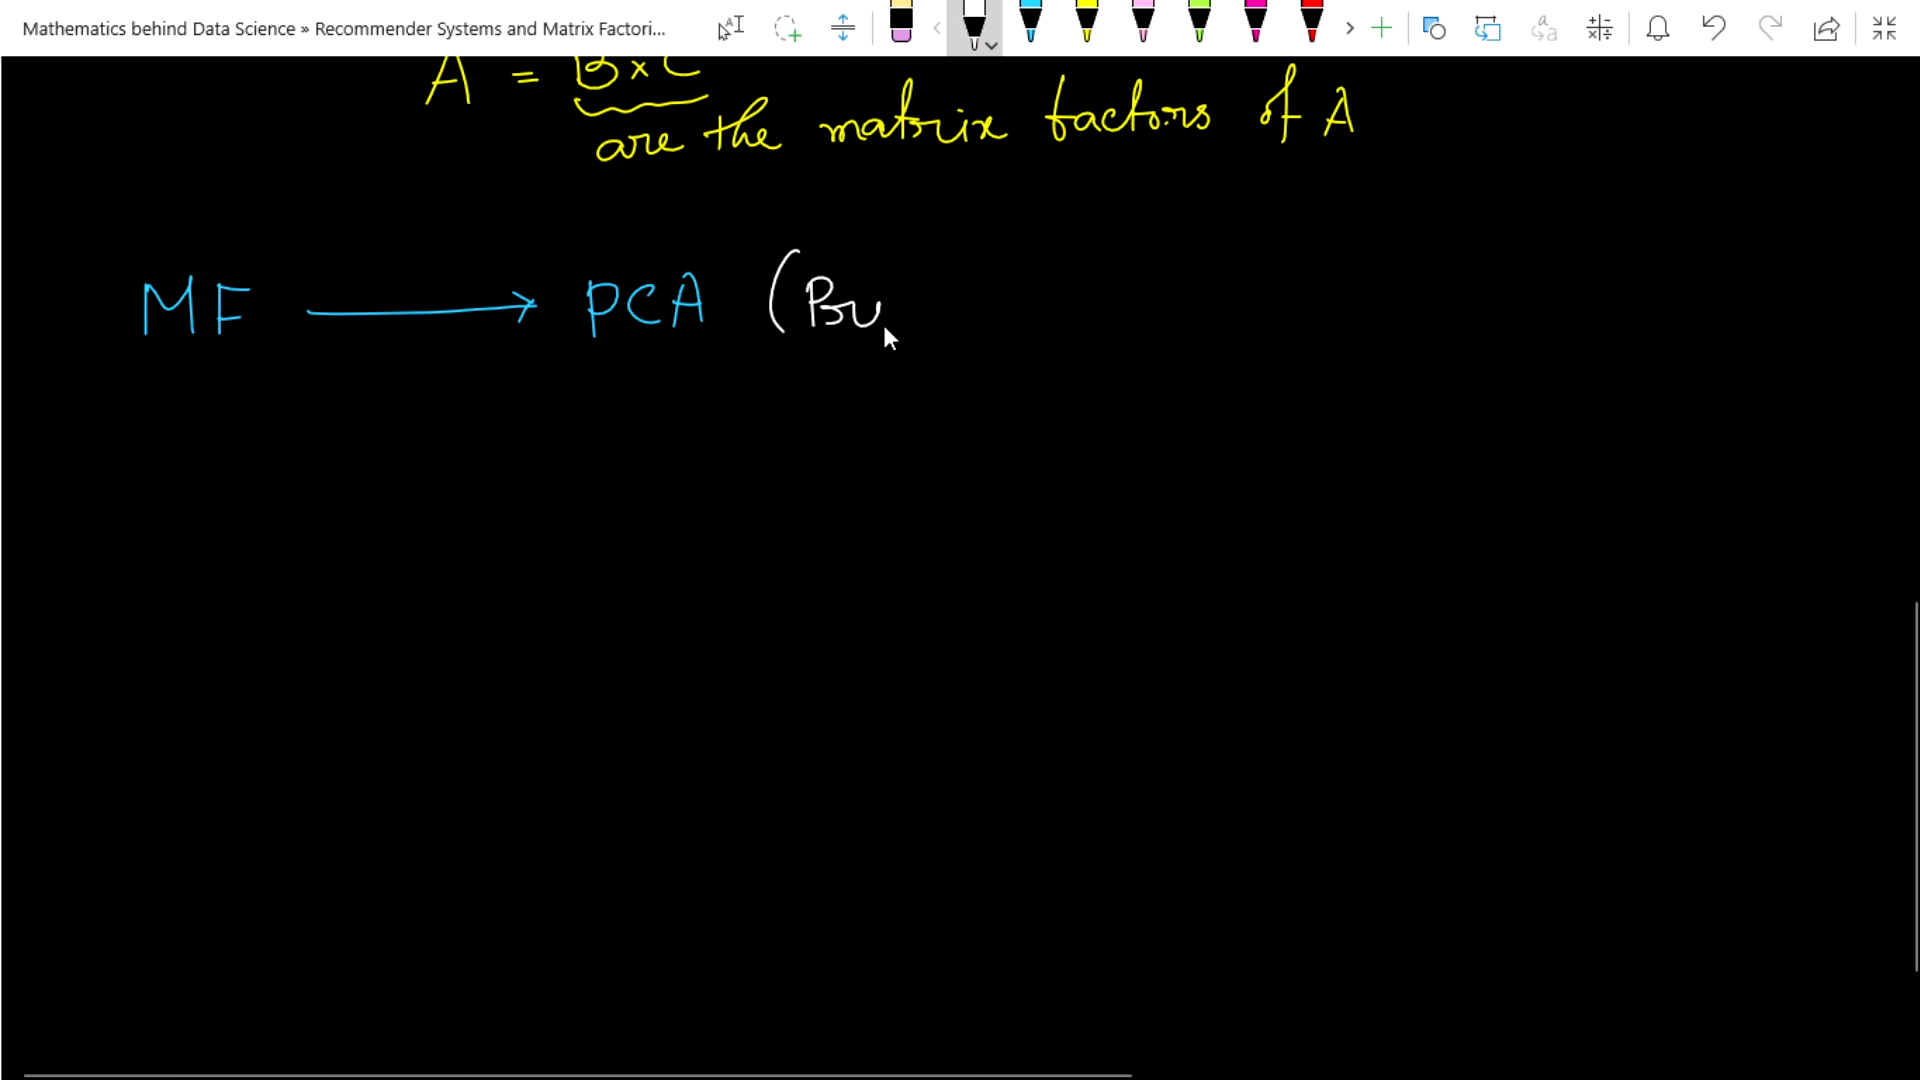 Mathematics behind Data Science » Recommender Systems and Matrix Factori...
A = B × C
are the matrix factors of A
MF → PCA (Bu